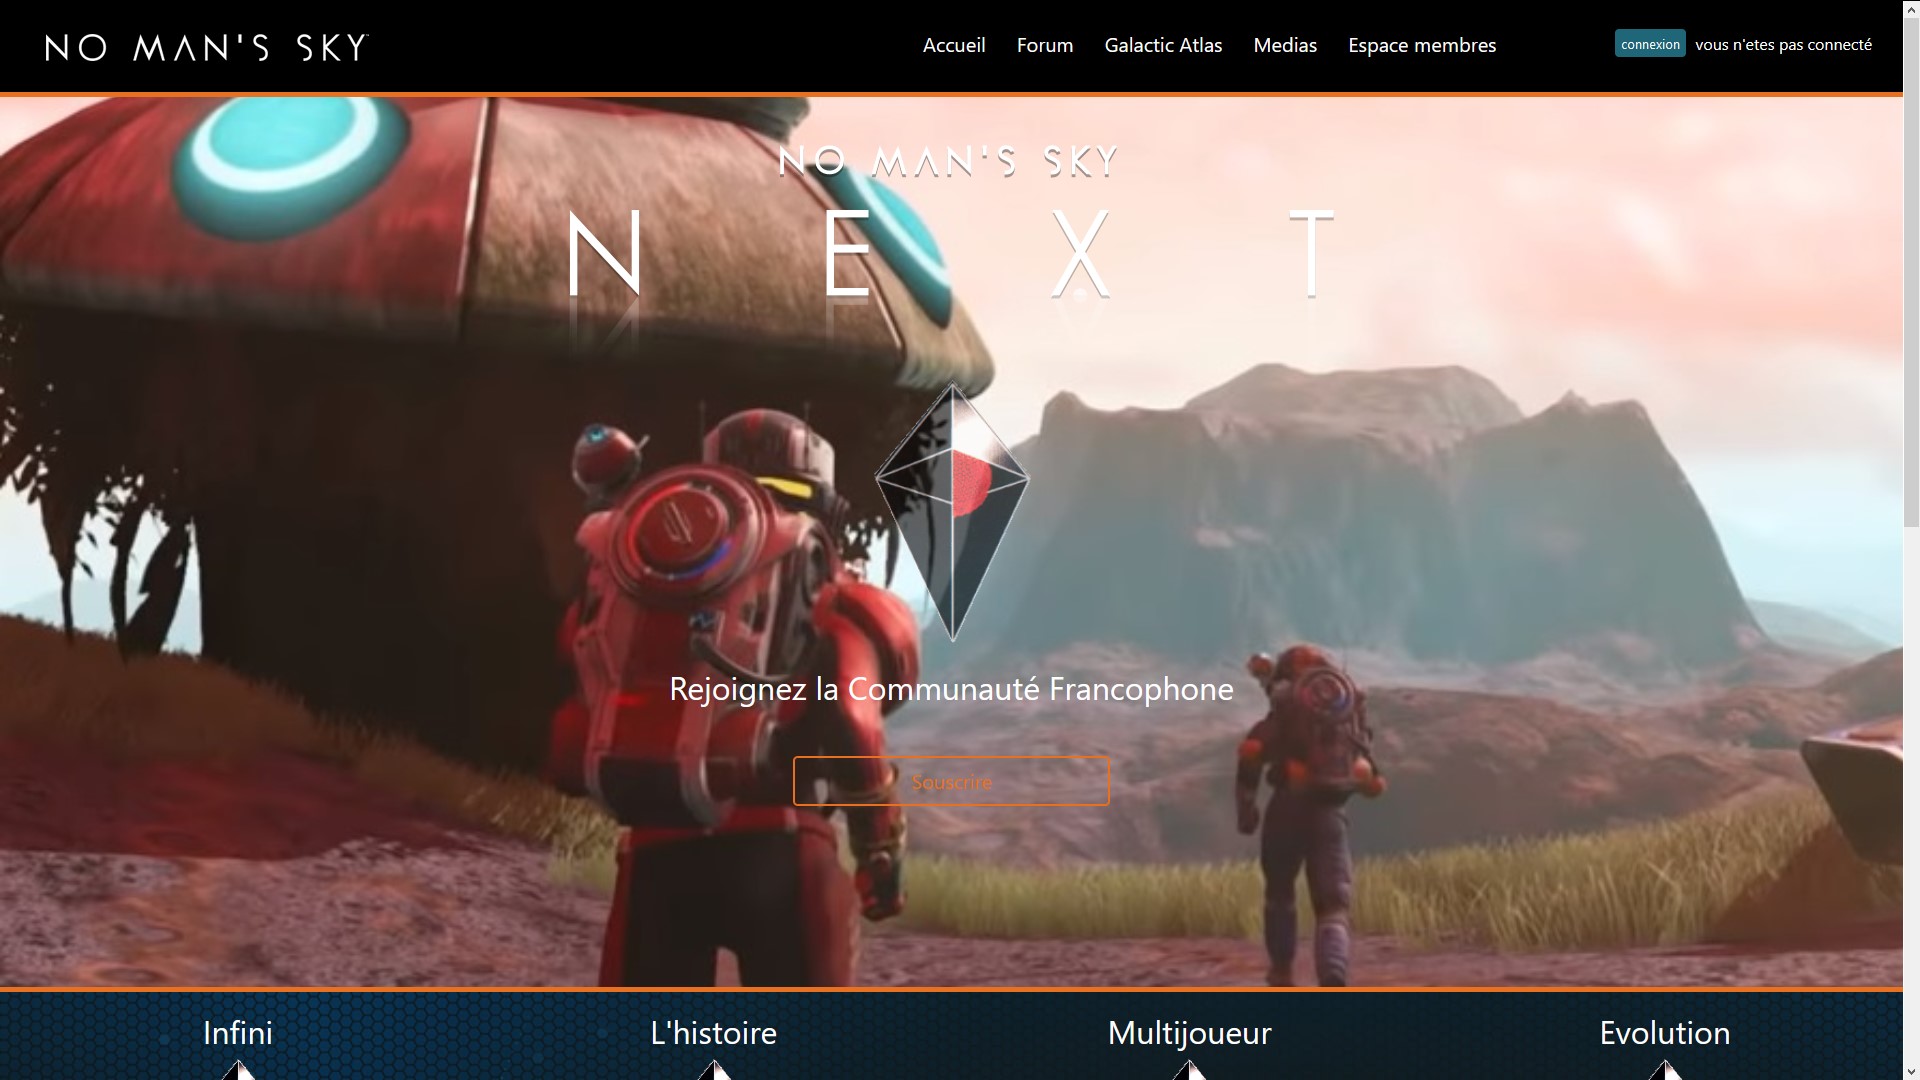 NO MAN'S SKY
Accueil Forum Galactic Atlas Medias Espace membres
connexion vous n'etes pas connecté
NO MAN'S SKY
NEXT
Rejoignez la Communauté Francophone
Souscrire
Infini L'histoire Multijoueur Evolution